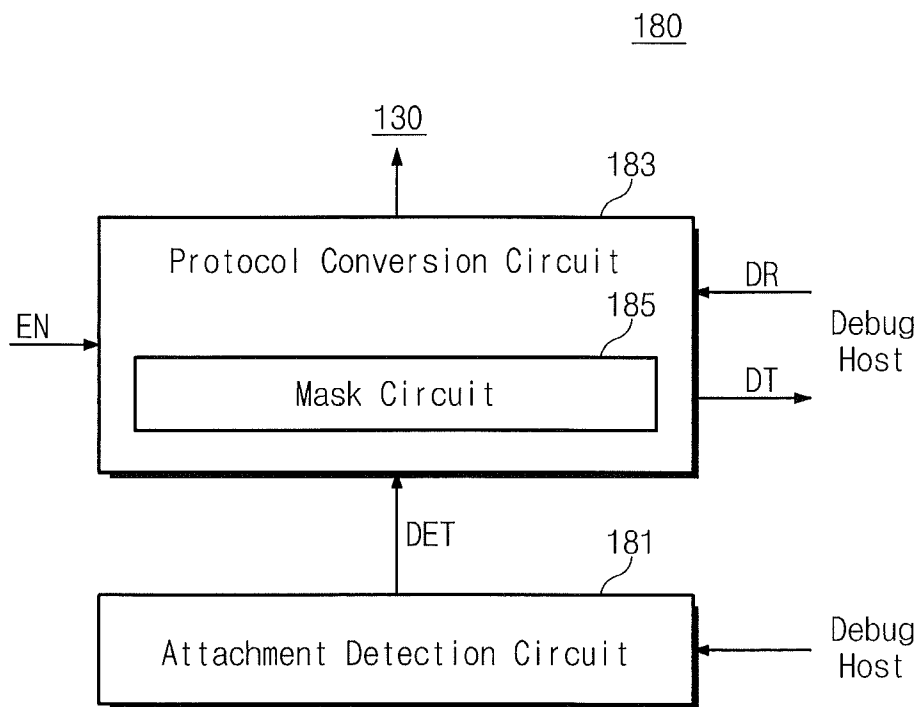 180
130
183
Protocol Conversion Circuit
DR
185
EN
Debug
Host
Mask Circuit
DT
DET
181
Attachment Detection Circuit
Debug
Host